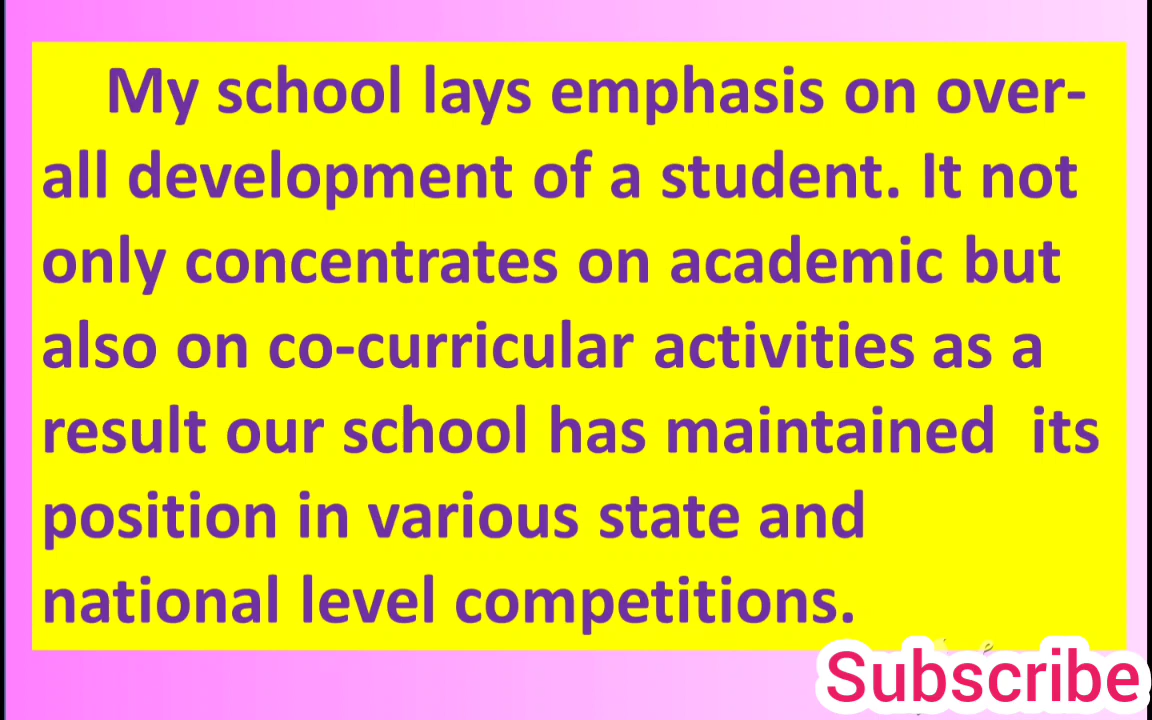 My school lays emphasis on over-
all development of a student. It not
only concentrates on academic but
also on co-curricular activities as a
result our school has maintained  its
position in various state and
national level competitions.
Subscribe